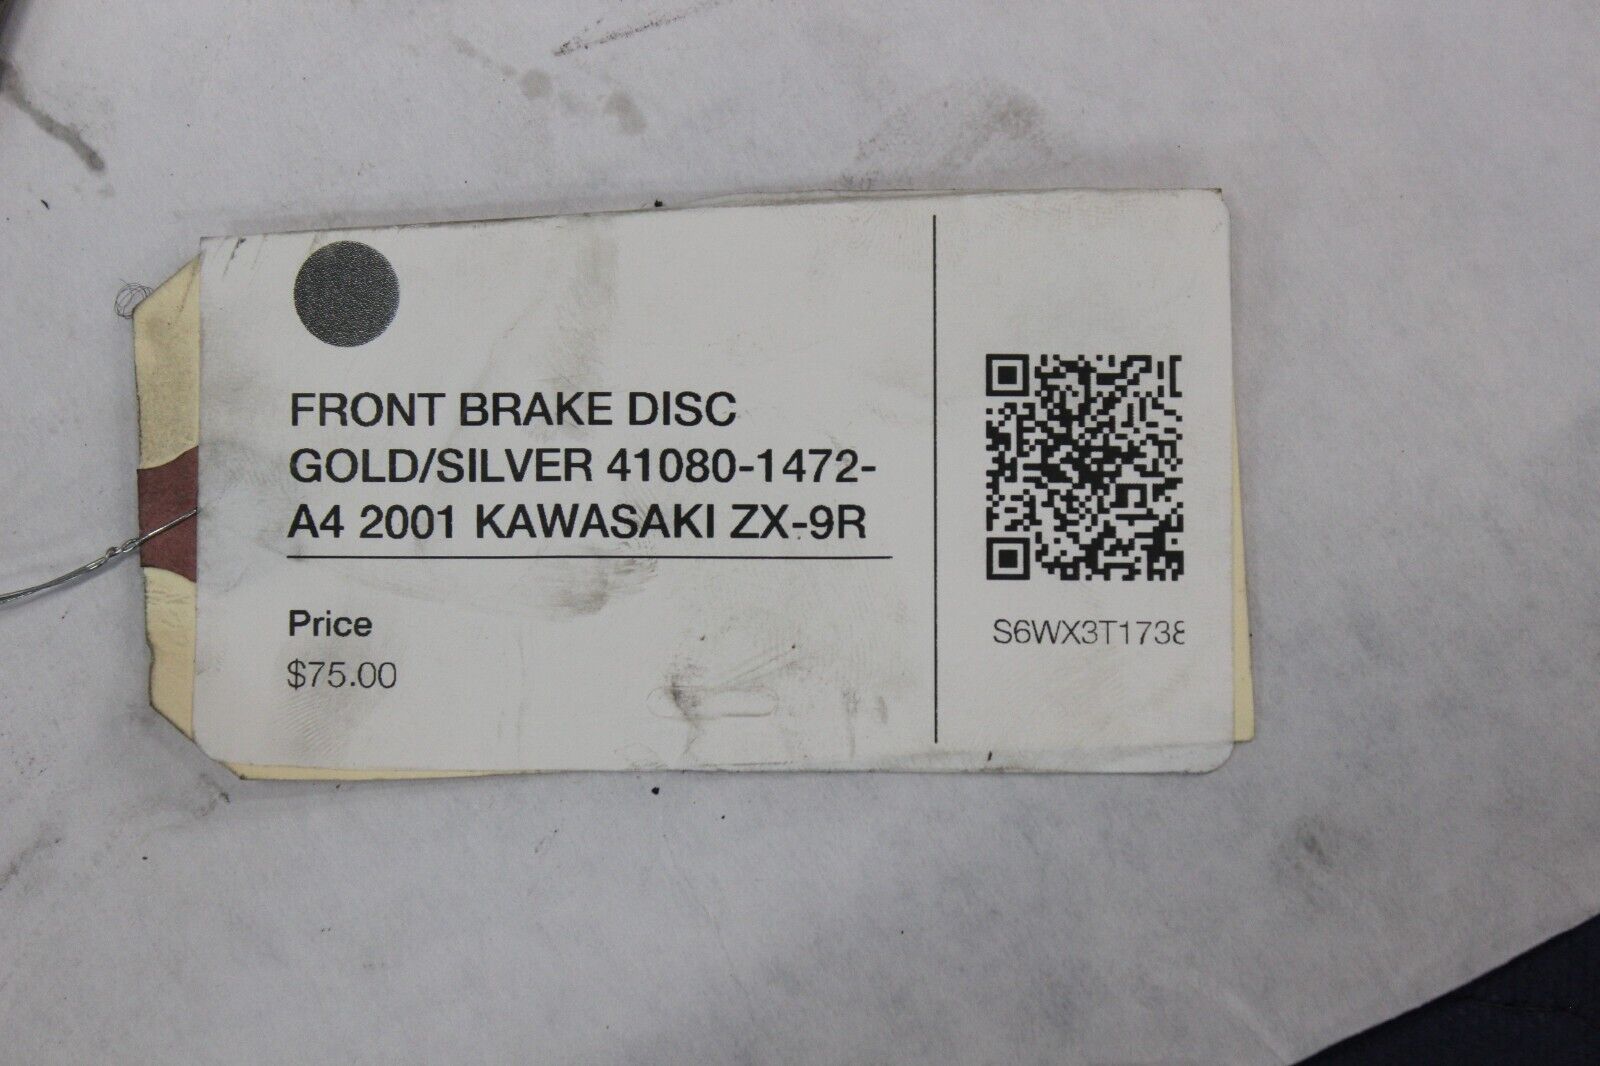 FRONT BRAKE DISC
GOLD/SILVER 41080-1472-
A4 2001 KAWASAKI ZX-9R
Price
$75.00
S6WX3T1738